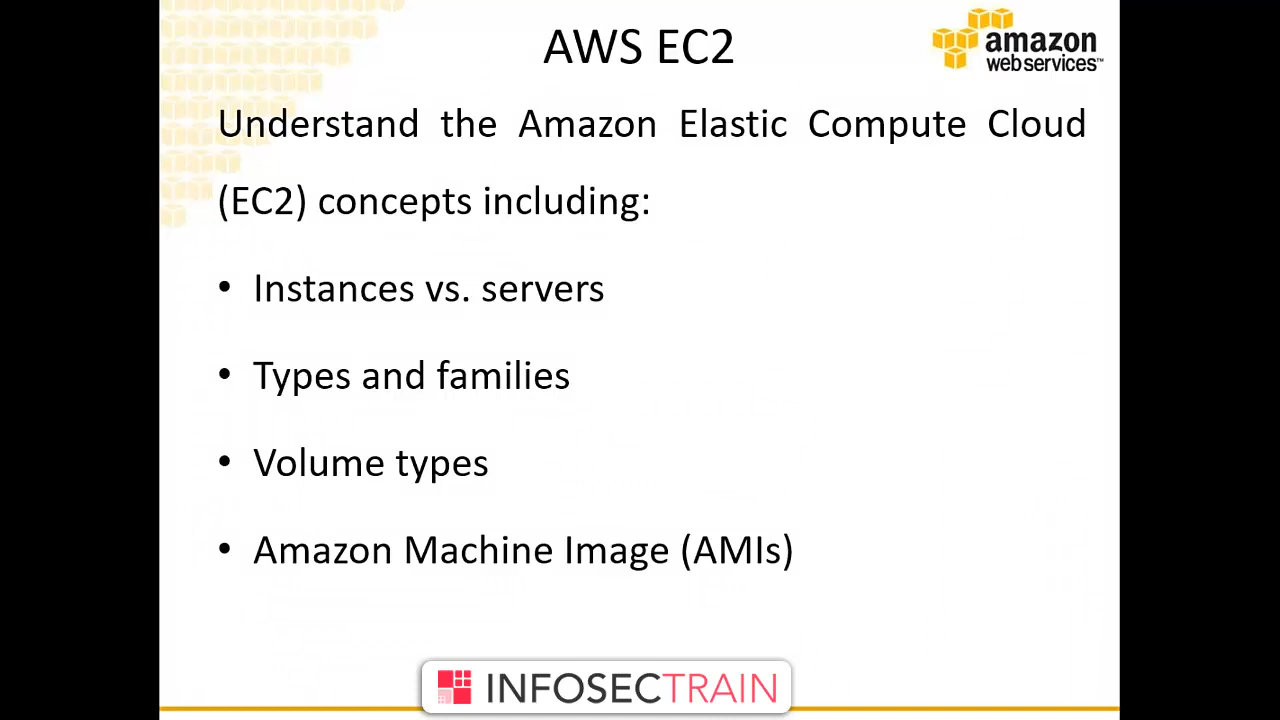 AWS EC2
amazon
webservices™
Understand the Amazon Elastic Compute Cloud
(EC2) concepts including:
• Instances vs. servers
• Types and families
• Volume types
• Amazon Machine Image (AMIs)
INFOSECTRAIN